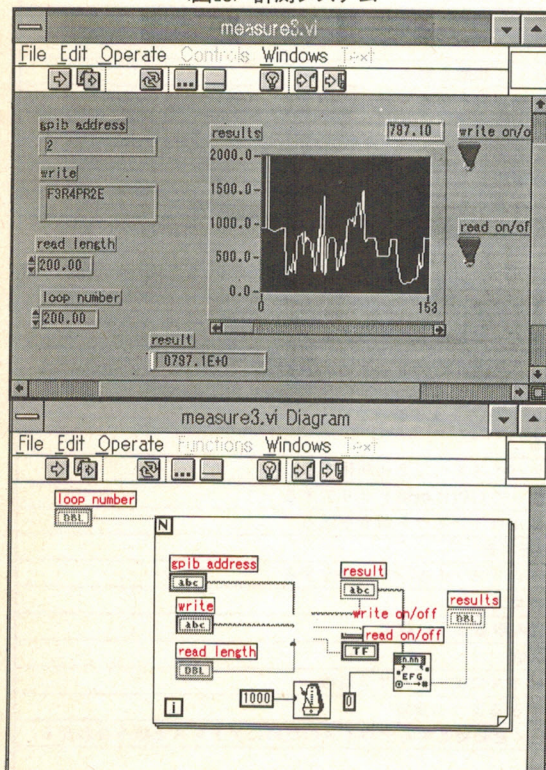 measure3.vi
File Edit Operate Controls Windows Text
gpib address
2
write
F3R4PR2E
read length
200.00
loop number
200.00
results
797.10
2000.0
1500.0
1000.0
500.0
0.0
0
153
write on/o
read on/of
result
0797.1E+0
measure3.vi Diagram
File Edit Operate Functions Windows Text
loop number
DBL
N
gpib address
abc
write
abc
read length
DBL
result
abc
write on/off
read on/off
TF
results
DBL
n.nn
EFG
1000
0
i